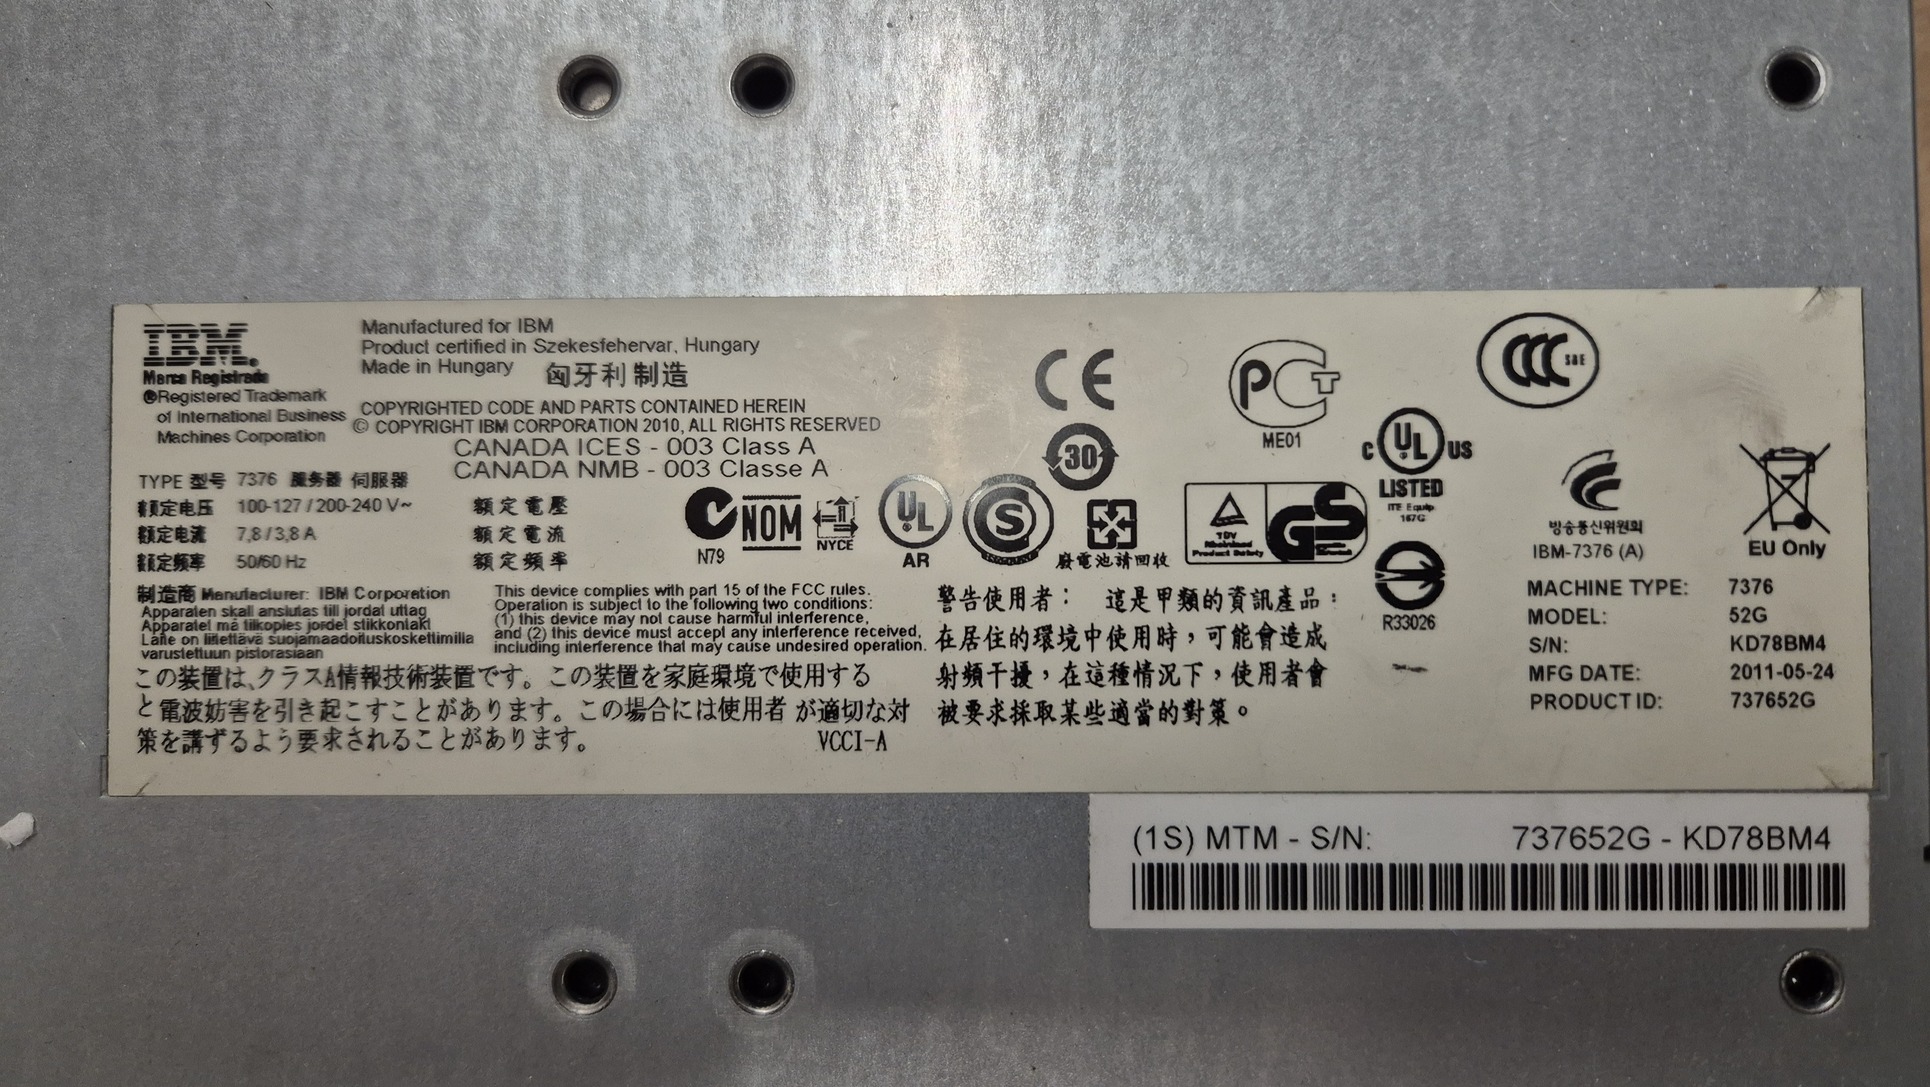 IBM.
Marca Registrada
®Registered Trademark
of International Business
Machines Corporation
Manufactured for IBM
Product certified in Szekesfehervar, Hungary
Made in Hungary 匈牙利制造
COPYRIGHTED CODE AND PARTS CONTAINED HEREIN
© COPYRIGHT IBM CORPORATION 2010, ALL RIGHTS RESERVED
CANADA ICES - 003 Class A
CANADA NMB - 003 Classe A
TYPE 型号 7376 服务器 伺服器
额定电压 100-127 / 200-240 V~ 額定電壓
额定电流 7,8 / 3,8 A 額定電流
额定频率 50/60 Hz 額定頻率
制造商 Manufacturer: IBM Corporation
Apparaten skall anslutas till jordat uttag
Apparatet må tilkoples jordet stikkontakt
Laite on liitettävä suojamaadoituskoskettimilla
varustettuun pistorasiaan
This device complies with part 15 of the FCC rules.
Operation is subject to the following two conditions:
(1) this device may not cause harmful interference,
and (2) this device must accept any interference received,
including interference that may cause undesired operation.
この装置は、クラスA情報技術装置です。この装置を家庭環境で使用する
と電波妨害を引き起こすことがあります。この場合には使用者が適切な対
策を講ずるよう要求されることがあります。 VCCI-A
CE
30
N79
NOM
NYCE
UL
AR
S
廢電池請回收
PCT
ME01
TÜV
Rheinland
Product Safety
GS
C UL US
LISTED
ITE Equip
167G
R33026
CCC
S&E
방송통신위원회
IBM-7376 (A)
EU Only
警告使用者： 這是甲類的資訊產品：
在居住的環境中使用時，可能會造成
射頻干擾，在這種情況下，使用者會
被要求採取某些適當的對策。
MACHINE TYPE: 7376
MODEL: 52G
S/N: KD78BM4
MFG DATE: 2011-05-24
PRODUCT ID: 737652G
(1S) MTM - S/N: 737652G - KD78BM4